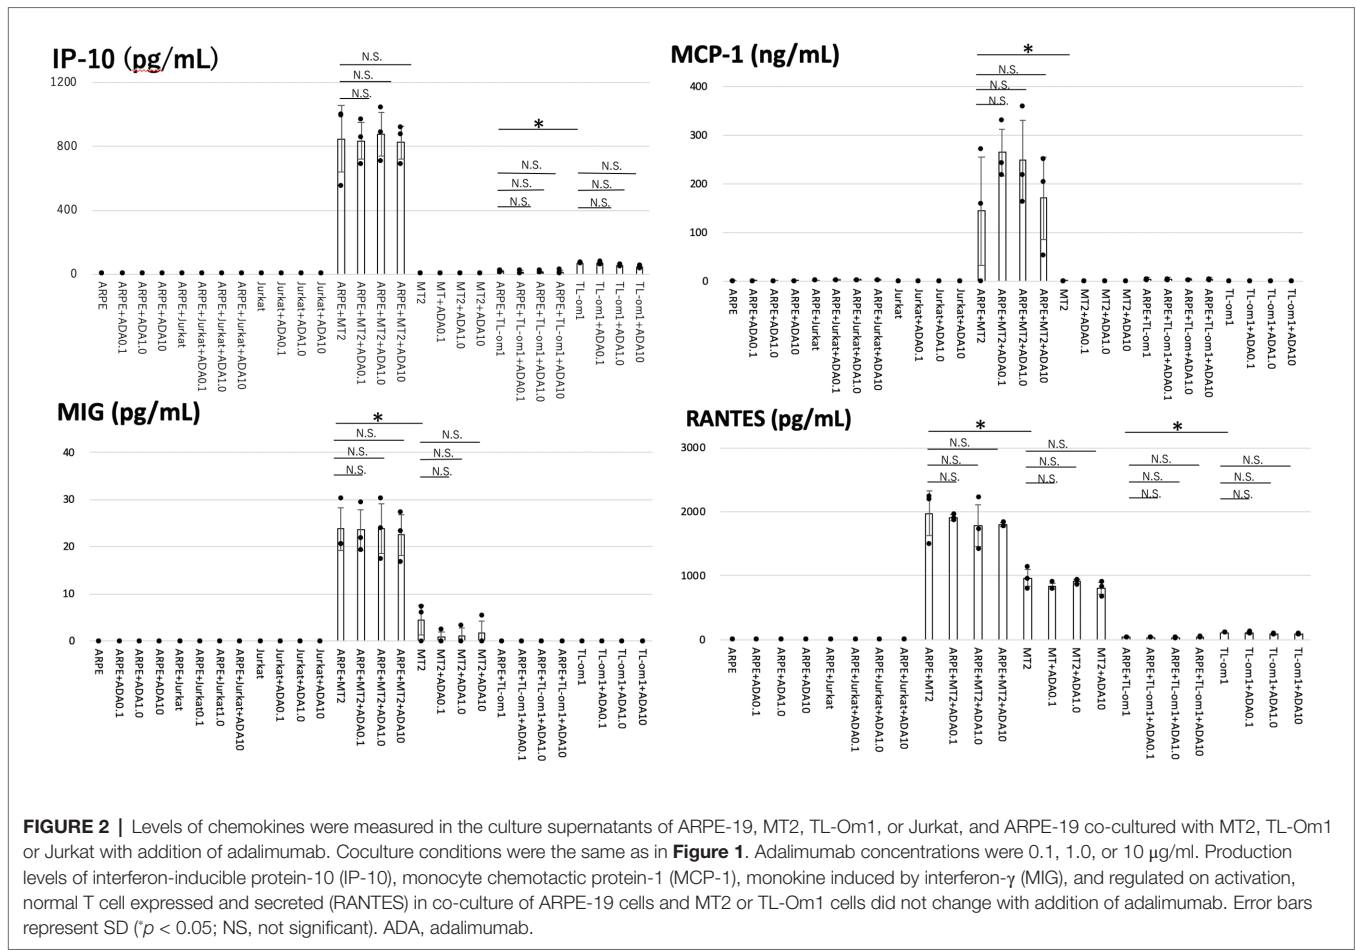 IP-10 (pg/mL)
N.S.
N.S.
N.S.
*
N.S.
N.S.
N.S.
N.S.
N.S.
N.S.
1200
800
400
0
ARPE
ARPE+ADA0.1
ARPE+ADA1.0
ARPE+ADA10
ARPE+Jurkat
ARPE+Jurkat+ADA0.1
ARPE+Jurkat+ADA1.0
ARPE+Jurkat+ADA10
Jurkat
Jurkat+ADA0.1
Jurkat+ADA1.0
Jurkat+ADA10
ARPE+MT2
ARPE+MT2+ADA0.1
ARPE+MT2+ADA1.0
ARPE+MT2+ADA10
MT2
MT+ADA0.1
MT2+ADA1.0
MT2+ADA10
ARPE+TL-om1
ARPE+TL-om1+ADA0.1
ARPE+TL-om1+ADA1.0
ARPE+TL-om1+ADA10
TL-om1
TL-om1+ADA0.1
TL-om1+ADA1.0
TL-om1+ADA10
MCP-1 (ng/mL)
*
N.S.
N.S.
N.S.
400
300
200
100
0
ARPE
ARPE+ADA0.1
ARPE+ADA1.0
ARPE+ADA10
ARPE+Jurkat
ARPE+Jurkat+ADA0.1
ARPE+Jurkat+ADA1.0
ARPE+Jurkat+ADA10
Jurkat
Jurkat+ADA0.1
Jurkat+ADA1.0
Jurkat+ADA10
ARPE+MT2
ARPE+MT2+ADA0.1
ARPE+MT2+ADA1.0
ARPE+MT2+ADA10
MT2
MT2+ADA0.1
MT2+ADA1.0
MT2+ADA10
ARPE+TL-om1
ARPE+TL-om1+ADA0.1
ARPE+TL-om+ADA1.0
ARPE+TL-om1+ADA10
TL-om1
TL-om1+ADA0.1
TL-om1+ADA1.0
TL-om1+ADA10
MIG (pg/mL)
*
N.S.
N.S.
N.S.
N.S.
N.S.
N.S.
40
30
20
10
0
ARPE
ARPE+ADA0.1
ARPE+ADA1.0
ARPE+ADA10
ARPE+Jurkat
ARPE+Jurkat0.1
ARPE+Jurkat1.0
ARPE+Jurkat+ADA10
Jurkat
Jurkat+ADA0.1
Jurkat+ADA1.0
Jurkat+ADA10
ARPE+MT2
ARPE+MT2+ADA0.1
ARPE+MT2+ADA1.0
ARPE+MT2+ADA10
MT2
MT2+ADA0.1
MT2+ADA1.0
MT2+ADA10
ARPE+TL-om1
ARPE+TL-om1+ADA0.1
ARPE+TL-om1+ADA1.0
ARPE+TL-om1+ADA10
TL-om1
TL-om1+ADA0.1
TL-om1+ADA1.0
TL-om1+ADA10
RANTES (pg/mL)
*
N.S.
N.S.
N.S.
N.S.
N.S.
N.S.
*
N.S.
N.S.
N.S.
N.S.
N.S.
N.S.
3000
2000
1000
0
ARPE
ARPE+ADA0.1
ARPE+ADA1.0
ARPE+ADA10
ARPE+Jurkat
ARPE+Jurkat+ADA0.1
ARPE+Jurkat+ADA1.0
ARPE+Jurkat+ADA10
ARPE+MT2
ARPE+MT2+ADA0.1
ARPE+MT2+ADA1.0
ARPE+MT2+ADA10
MT2
MT+ADA0.1
MT2+ADA1.0
MT2+ADA10
ARPE+TL-om1
ARPE+TL-om1+ADA0.1
ARPE+TL-om1+ADA1.0
ARPE+TL-om1+ADA10
TL-om1
TL-om1+ADA0.1
TL-om1+ADA1.0
TL-om1+ADA10
FIGURE 2 | Levels of chemokines were measured in the culture supernatants of ARPE-19, MT2, TL-Om1, or Jurkat, and ARPE-19 co-cultured with MT2, TL-Om1
or Jurkat with addition of adalimumab. Coculture conditions were the same as in Figure 1. Adalimumab concentrations were 0.1, 1.0, or 10 μg/ml. Production
levels of interferon-inducible protein-10 (IP-10), monocyte chemotactic protein-1 (MCP-1), monokine induced by interferon-γ (MIG), and regulated on activation,
normal T cell expressed and secreted (RANTES) in co-culture of ARPE-19 cells and MT2 or TL-Om1 cells did not change with addition of adalimumab. Error bars
represent SD (*p < 0.05; NS, not significant). ADA, adalimumab.